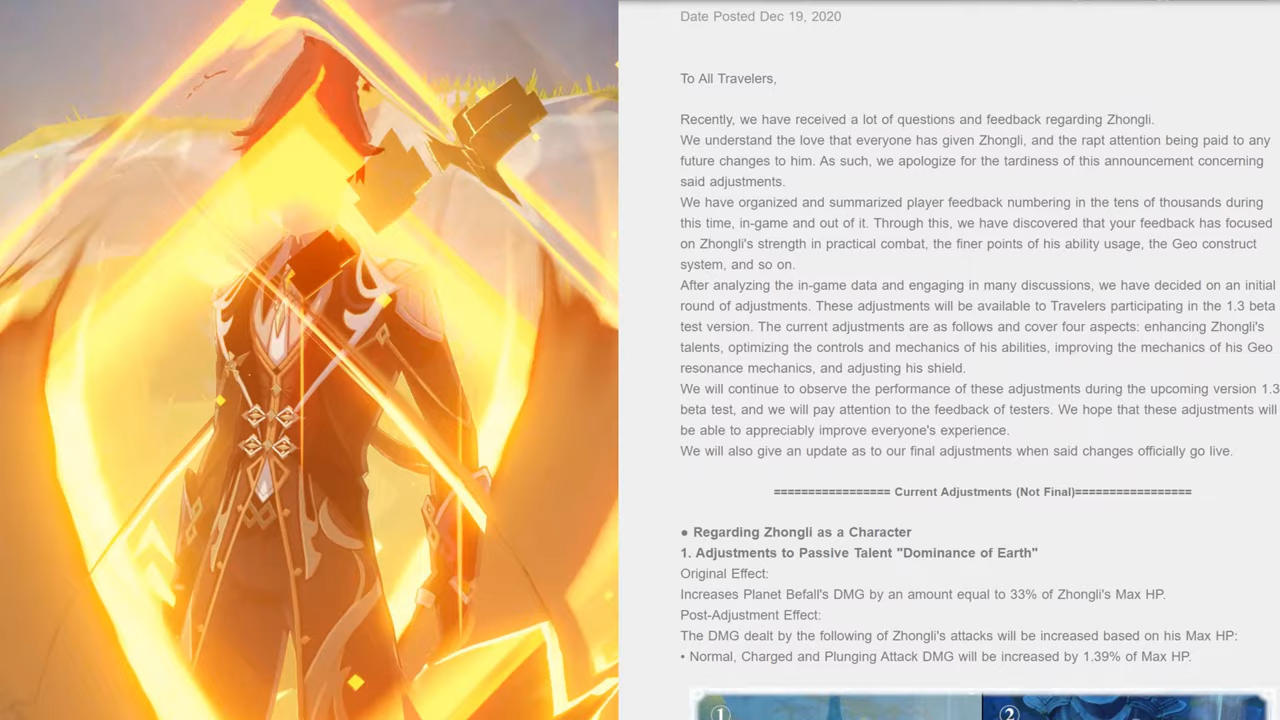 Date Posted Dec 19, 2020
To All Travelers,
Recently, we have received a lot of questions and feedback regarding Zhongli.
We understand the love that everyone has given Zhongli, and the rapt attention being paid to any
future changes to him. As such, we apologize for the tardiness of this announcement concerning
said adjustments.
We have organized and summarized player feedback numbering in the tens of thousands during
this time, in-game and out of it. Through this, we have discovered that your feedback has focused
on Zhongli's strength in practical combat, the finer points of his ability usage, the Geo construct
system, and so on.
After analyzing the in-game data and engaging in many discussions, we have decided on an initial
round of adjustments. These adjustments will be available to Travelers participating in the 1.3 beta
test version. The current adjustments are as follows and cover four aspects: enhancing Zhongli's
talents, optimizing the controls and mechanics of his abilities, improving the mechanics of his Geo
resonance mechanics, and adjusting his shield.
We will continue to observe the performance of these adjustments during the upcoming version 1.3
beta test, and we will pay attention to the feedback of testers. We hope that these adjustments will
be able to appreciably improve everyone's experience.
We will also give an update as to our final adjustments when said changes officially go live.
================= Current Adjustments (Not Final)=================
● Regarding Zhongli as a Character
1. Adjustments to Passive Talent "Dominance of Earth"
Original Effect:
Increases Planet Befall's DMG by an amount equal to 33% of Zhongli's Max HP.
Post-Adjustment Effect:
The DMG dealt by the following of Zhongli's attacks will be increased based on his Max HP:
• Normal, Charged and Plunging Attack DMG will be increased by 1.39% of Max HP.
① ②